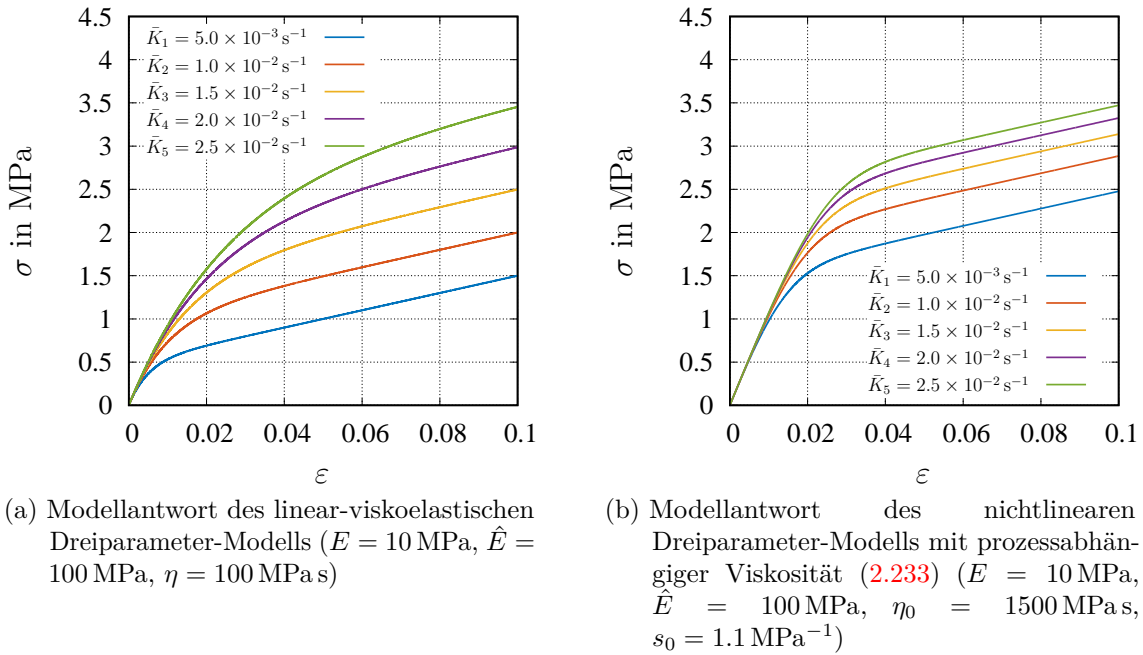 4.5
4
3.5
3
2.5
2
1.5
1
0.5
0
σ in MPa
K̄₁ = 5.0 × 10⁻³ s⁻¹
K̄₂ = 1.0 × 10⁻² s⁻¹
K̄₃ = 1.5 × 10⁻² s⁻¹
K̄₄ = 2.0 × 10⁻² s⁻¹
K̄₅ = 2.5 × 10⁻² s⁻¹
0 0.02 0.04 0.06 0.08 0.1
ε
(a) Modellantwort des linear-viskoelastischen
Dreiparameter-Modells (E = 10 MPa, Ê =
100 MPa, η = 100 MPa s)
4.5
4
3.5
3
2.5
2
1.5
1
0.5
0
σ in MPa
K̄₁ = 5.0 × 10⁻³ s⁻¹
K̄₂ = 1.0 × 10⁻² s⁻¹
K̄₃ = 1.5 × 10⁻² s⁻¹
K̄₄ = 2.0 × 10⁻² s⁻¹
K̄₅ = 2.5 × 10⁻² s⁻¹
0 0.02 0.04 0.06 0.08 0.1
ε
(b) Modellantwort des nichtlinearen
Dreiparameter-Modells mit prozessabhän-
giger Viskosität (2.233) (E = 10 MPa,
Ê = 100 MPa, η₀ = 1500 MPa s,
s₀ = 1.1 MPa⁻¹)